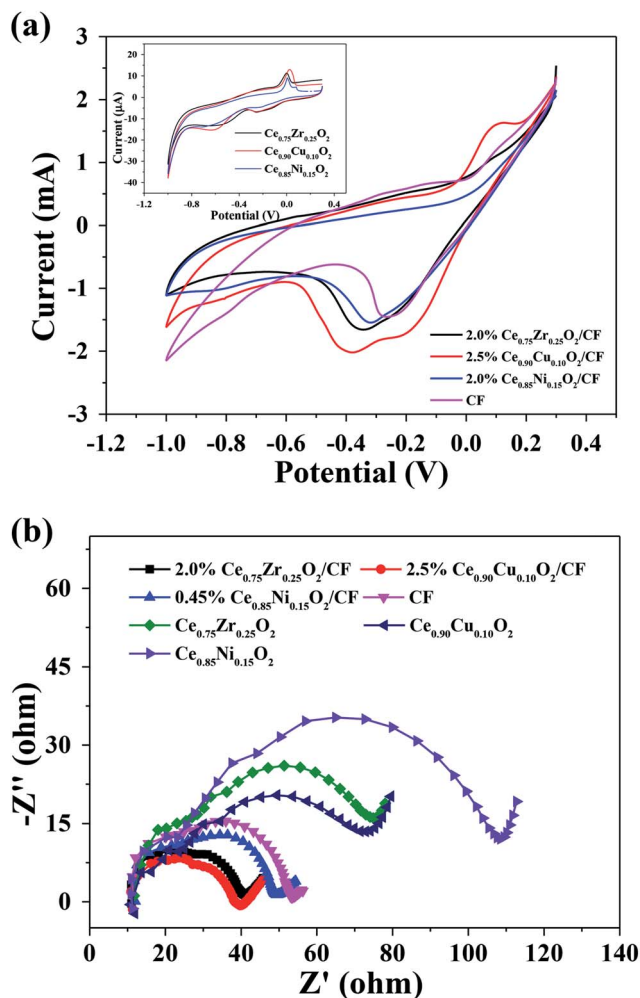 (a)
3
2
1
0
-1
-2
-3
Current (mA)
-1.2 -1.0 -0.8 -0.6 -0.4 -0.2 0.0 0.2 0.4
Potential (V)
30
20
10
0
-10
-20
-30
-40
Current (μA)
-1.2 -0.8 -0.4 0.0 0.4
Potential (V)
Ce₀.₇₅Zr₀.₂₅O₂
Ce₀.₉₀Cu₀.₁₀O₂
Ce₀.₈₅Ni₀.₁₅O₂
2.0% Ce₀.₇₅Zr₀.₂₅O₂/CF
2.5% Ce₀.₉₀Cu₀.₁₀O₂/CF
2.0% Ce₀.₈₅Ni₀.₁₅O₂/CF
CF
(b)
60
45
30
15
0
-Z'' (ohm)
2.0% Ce₀.₇₅Zr₀.₂₅O₂/CF 2.5% Ce₀.₉₀Cu₀.₁₀O₂/CF
0.45% Ce₀.₈₅Ni₀.₁₅O₂/CF CF
Ce₀.₇₅Zr₀.₂₅O₂ Ce₀.₉₀Cu₀.₁₀O₂
Ce₀.₈₅Ni₀.₁₅O₂
0 20 40 60 80 100 120 140
Z' (ohm)